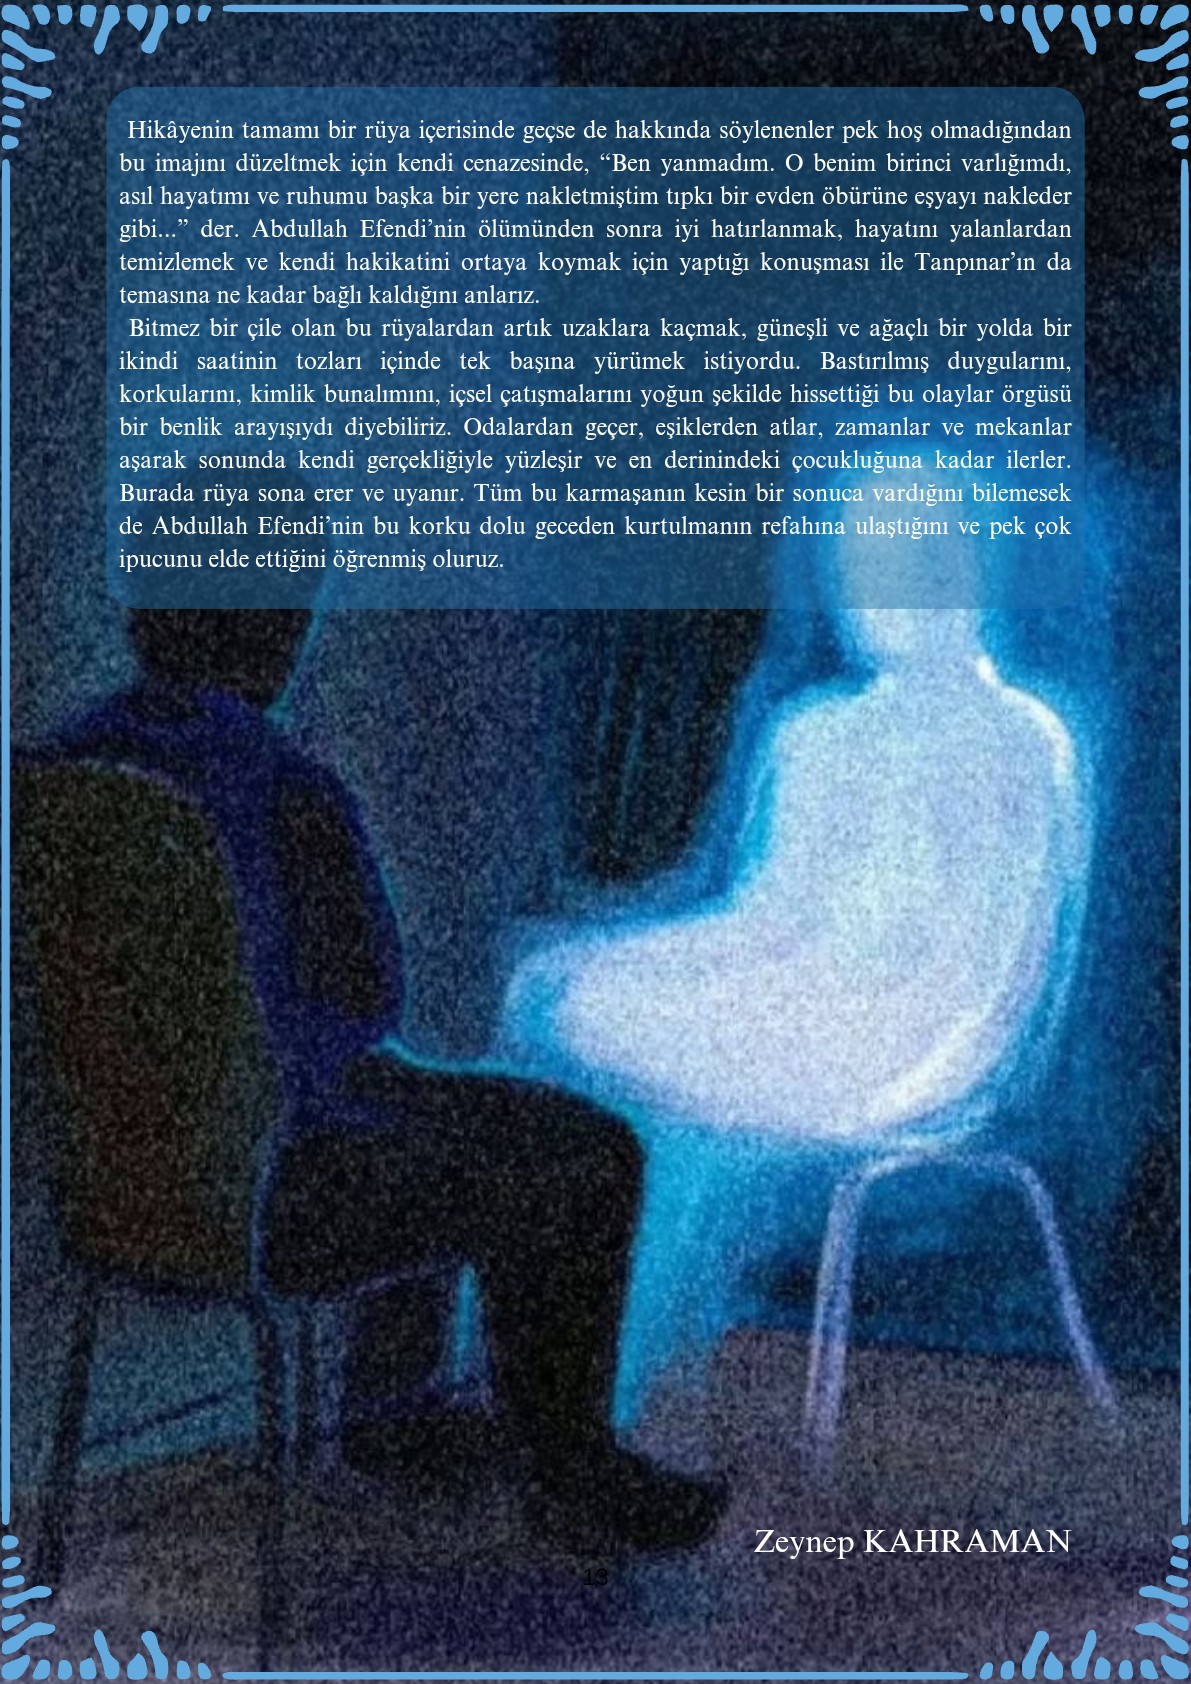 Hikâyenin tamamı bir rüya içerisinde geçse de hakkında söylenenler pek hoş olmadığından
bu imajını düzeltmek için kendi cenazesinde, “Ben yanmadım. O benim birinci varlığımdı,
asıl hayatımı ve ruhumu başka bir yere nakletmiştim tıpkı bir evden öbürüne eşyayı nakleder
gibi...” der. Abdullah Efendi’nin ölümünden sonra iyi hatırlanmak, hayatını yalanlardan
temizlemek ve kendi hakikatini ortaya koymak için yaptığı konuşması ile Tanpınar’ın da
temasına ne kadar bağlı kaldığını anlarız.
Bitmez bir çile olan bu rüyalardan artık uzaklara kaçmak, güneşli ve ağaçlı bir yolda bir
ikindi saatinin tozları içinde tek başına yürümek istiyordu. Bastırılmış duygularını,
korkularını, kimlik bunalımını, içsel çatışmalarını yoğun şekilde hissettiği bu olaylar örgüsü
bir benlik arayışıydı diyebiliriz. Odalardan geçer, eşiklerden atlar, zamanlar ve mekanlar
aşarak sonunda kendi gerçekliğiyle yüzleşir ve en derinindeki çocukluğuna kadar ilerler.
Burada rüya sona erer ve uyanır. Tüm bu karmaşanın kesin bir sonuca vardığını bilemesek
de Abdullah Efendi’nin bu korku dolu geceden kurtulmanın refahına ulaştığını ve pek çok
ipucunu elde ettiğini öğrenmiş oluruz.
Zeynep KAHRAMAN
13